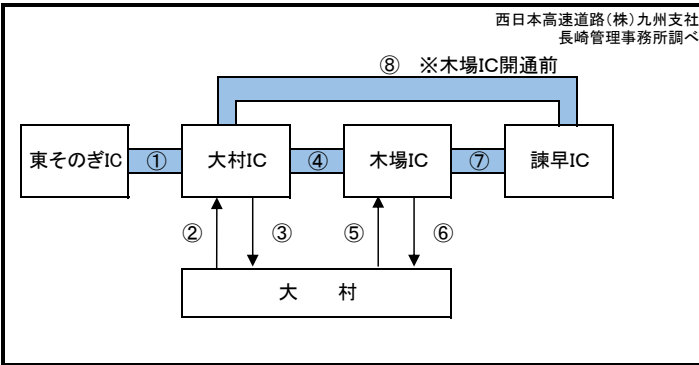 西日本高速道路(株)九州支社
長崎管理事務所調べ
⑧　※木場IC開通前
東そのぎIC
①
大村IC
④
木場IC
⑦
諫早IC
②
③
⑤
⑥
大　　村